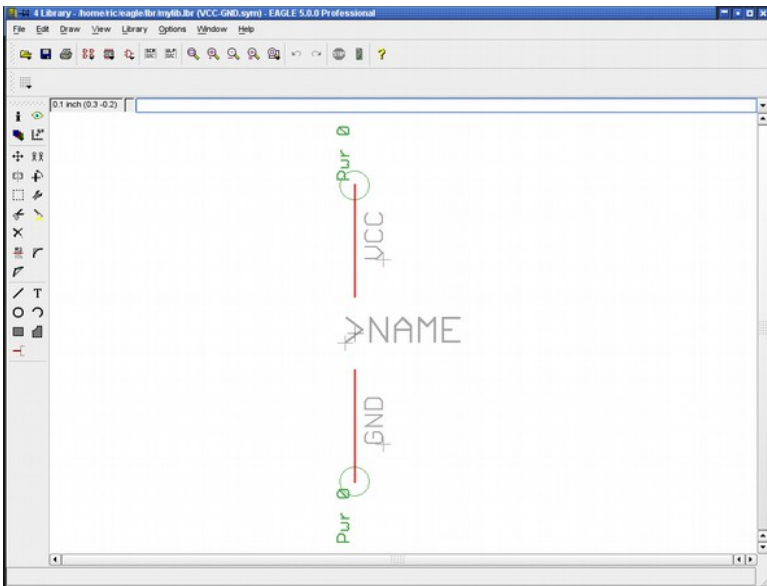 4 Library - /home/ric/eagle/lbr/mylib.lbr (VCC-GND.sym) - EAGLE 5.0.0 Professional
File Edit Draw View Library Options Window Help
0.1 inch (0.3 -0.2)
Pwr 0
VCC
>NAME
GND
Pwr 0